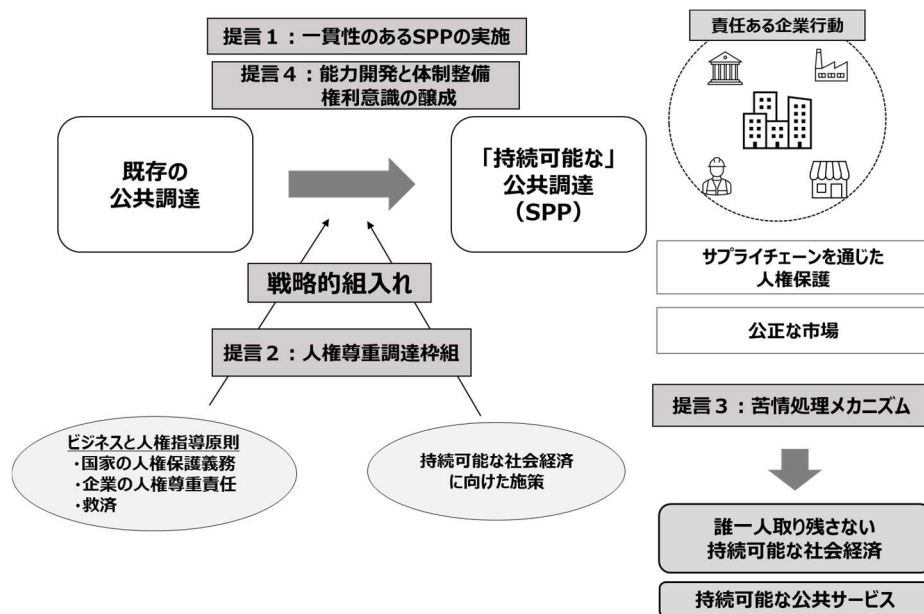 提言１：一貫性のあるSPPの実施
提言４：能力開発と体制整備
権利意識の醸成
既存の
公共調達
「持続可能な」
公共調達
（SPP）
戦略的組入れ
提言２：人権尊重調達枠組
ビジネスと人権指導原則
・国家の人権保護義務
・企業の人権尊重責任
・救済
持続可能な社会経済
に向けた施策
責任ある企業行動
サプライチェーンを通じた
人権保護
公正な市場
提言３：苦情処理メカニズム
誰一人取り残さない
持続可能な社会経済
持続可能な公共サービス